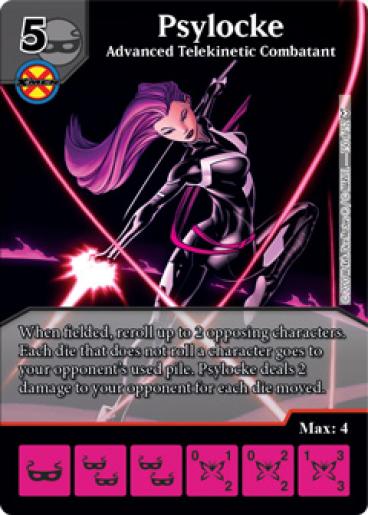 5
Psylocke
Advanced Telekinetic Combatant
X-MEN
When fielded, reroll up to 2 opposing characters.
Each die that does not roll a character goes to
your opponent's used pile. Psylocke deals 2
damage to your opponent for each die moved.
Max: 4
0 1 0 2 1 3
2 2 3